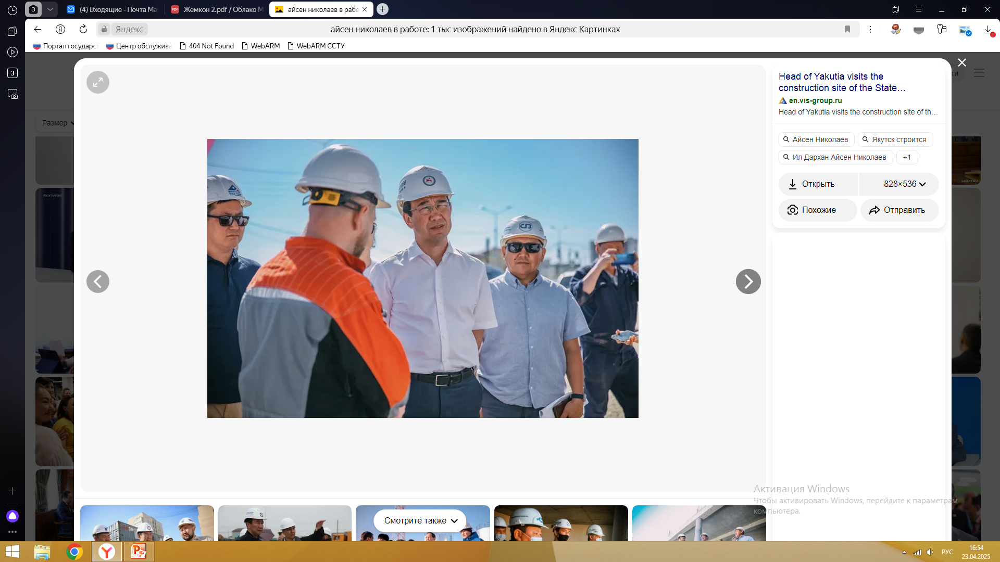 3
(4) Входящие - Почта Ма
Жемкон 2.pdf / Облако М
айсен николаев в рабо
Яндекс
айсен николаев в работе: 1 тыс изображений найдено в Яндекс Картинках
Портал государст
Центр обслужива
404 Not Found
WebARM
WebARM ССТУ
3
ти
Размер
ЯКУТИЯ24
Head of Yakutia visits the
construction site of the State…
en.vis-group.ru
Head of Yakutia visits the construction site of th…
Айсен Николаев
Якутск строится
Ил Дархан Айсен Николаев
+1
Открыть
828×536
Похожие
Отправить
Смотрите также
Активация Windows
Чтобы активировать Windows, перейдите к параметрам
компьютера.
РУС
16:54
23.04.2025